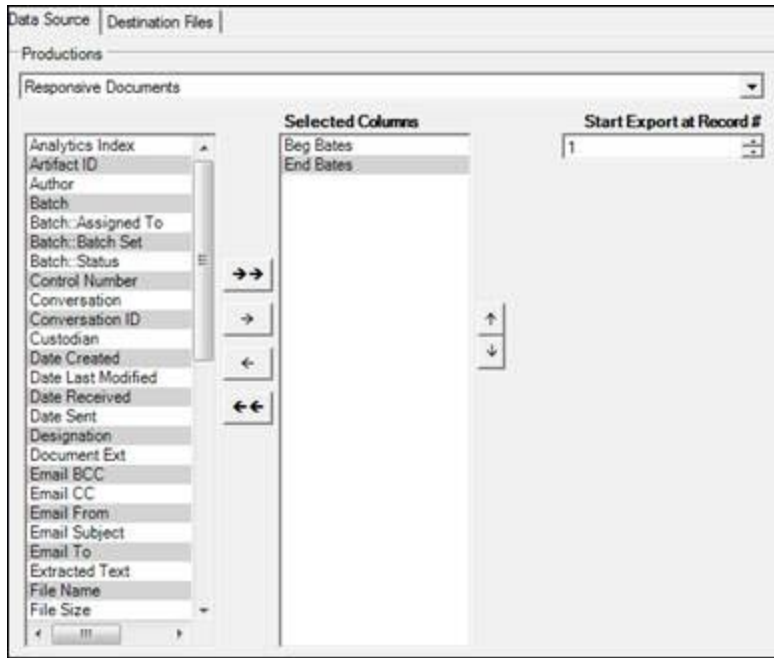 Data Source Destination Files
Productions
Responsive Documents
Selected Columns Start Export at Record #
Analytics Index
Artifact ID
Author
Batch
Batch::Assigned To
Batch::Batch Set
Batch::Status
Control Number
Conversation
Conversation ID
Custodian
Date Created
Date Last Modified
Date Received
Date Sent
Designation
Document Ext
Email BCC
Email CC
Email From
Email Subject
Email To
Extracted Text
File Name
File Size
Beg Bates
End Bates
1